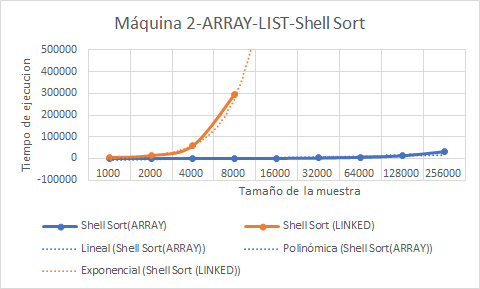 Máquina 2-ARRAY-LIST-Shell Sort
500000
400000
300000
200000
100000
0
-100000
Tiempo de ejecucion
1000 2000 4000 8000 16000 32000 64000 128000 256000
Tamaño de la muestra
Shell Sort(ARRAY) Shell Sort (LINKED)
Lineal (Shell Sort(ARRAY)) Polinómica (Shell Sort(ARRAY))
Exponencial (Shell Sort (LINKED))